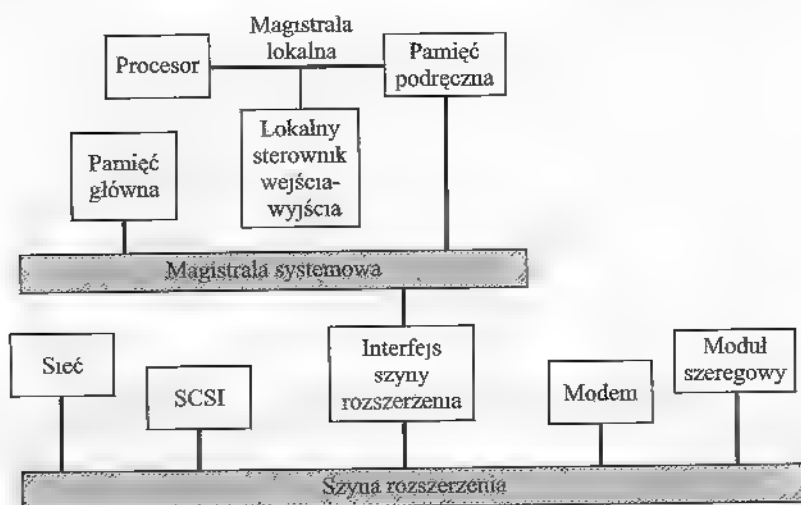 Magistrala
lokalna
Procesor
Pamięć
podręczna
Lokalny
sterownik
wejścia-
wyjścia
Pamięć
główna
Magistrala systemowa
Sieć
SCSI
Interfejs
szyny
rozszerzenia
Modem
Moduł
szeregowy
Szyna rozszerzenia